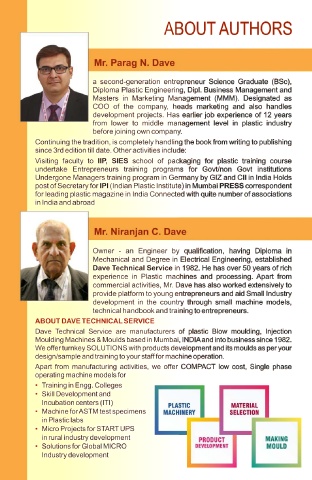 ABOUT AUTHORS
Mr. Parag N. Dave
a second-generation entrepreneur Science Graduate (BSc),
Diploma Plastic Engineering, Dipl. Business Management and
Masters in Marketing Management (MMM). Designated as
COO of the company, heads marketing and also handles
development projects. Has earlier job experience of 12 years
from lower to middle management level in plastic industry
before joining own company.
Continuing the tradition, is completely handling the book from writing to publishing
since 3rd edition till date. Other activities include:
Visiting faculty to IIP, SIES school of packaging for plastic training course
undertake Entrepreneurs training programs for Govt/non Govt institutions
Undergone Managers training program in Germany by GIZ and CII in India Holds
post of Secretary for IPI (Indian Plastic Institute) in Mumbai PRESS correspondent
for leading plastic magazine in India Connected with quite number of associations
in India and abroad
Mr. Niranjan C. Dave
Owner - an Engineer by qualification, having Diploma in
Mechanical and Degree in Electrical Engineering, established
Dave Technical Service in 1982. He has over 50 years of rich
experience in Plastic machines and processing. Apart from
commercial activities, Mr. Dave has also worked extensively to
provide platform to young entrepreneurs and aid Small Industry
development in the country through small machine models,
technical handbook and training to entrepreneurs.
ABOUT DAVE TECHNICAL SERVICE
Dave Technical Service are manufacturers of plastic Blow moulding, Injection
Moulding Machines & Moulds based in Mumbai, INDIA and into business since 1982.
We offer turnkey SOLUTIONS with products development and its moulds as per your
design/sample and training to your staff for machine operation.
Apart from manufacturing activities, we offer COMPACT low cost, Single phase
operating machine models for
• Training in Engg. Colleges
• Skill Development and
Incubation centers (ITI)
• Machine for ASTM test specimens
in Plastic labs
• Micro Projects for START UPS
in rural industry development
• Solutions for Global MICRO
Industry development
PLASTIC
MACHINERY
MATERIAL
SELECTION
PRODUCT
DEVELOPMENT
MAKING
MOULD